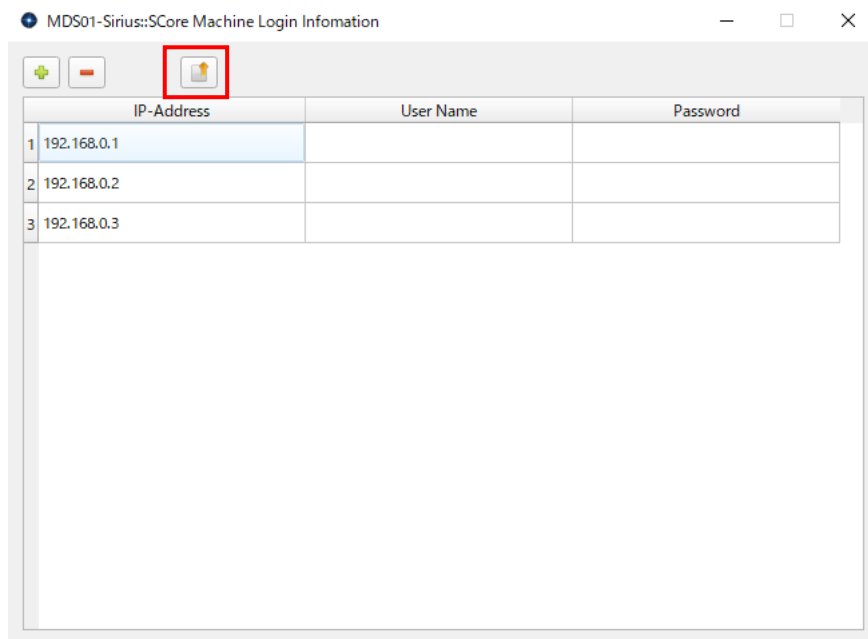 MDS01-Sirius::SCore Machine Login Infomation
IP-Address User Name Password
1 192.168.0.1
2 192.168.0.2
3 192.168.0.3